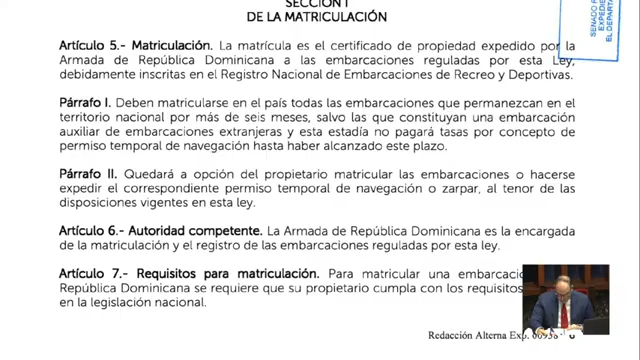 SECCIÓN I
DE LA MATRICULACIÓN
Artículo 5.- Matriculación. La matrícula es el certificado de propiedad expedido por la
Armada de República Dominicana a las embarcaciones reguladas por esta Ley,
debidamente inscritas en el Registro Nacional de Embarcaciones de Recreo y Deportivas.
Párrafo I. Deben matricularse en el país todas las embarcaciones que permanezcan en el
territorio nacional por más de seis meses, salvo las que constituyan una embarcación
auxiliar de embarcaciones extranjeras y esta estadía no pagará tasas por concepto de
permiso temporal de navegación hasta haber alcanzado este plazo.
Párrafo II. Quedará a opción del propietario matricular las embarcaciones o hacerse
expedir el correspondiente permiso temporal de navegación o zarpar, al tenor de las
disposiciones vigentes en esta ley.
Artículo 6.- Autoridad competente. La Armada de República Dominicana es la encargada
de la matriculación y el registro de las embarcaciones reguladas por esta ley.
Artículo 7.- Requisitos para matriculación. Para matricular una embarcació
República Dominicana se requiere que su propietario cumpla con los requisitos
en la legislación nacional.
Redacción Alterna Exp. 00958
SENADO
EXPEDIE
EL DEPARTA